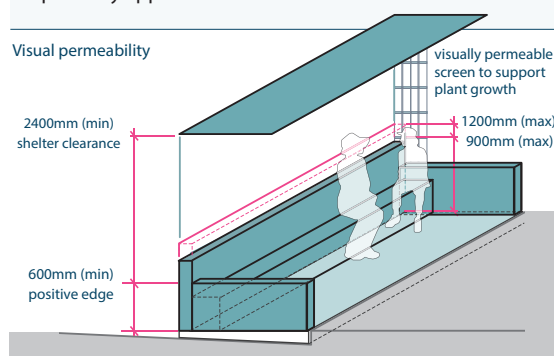 Visual permeability
visually permeable
screen to support
plant growth
2400mm (min)
shelter clearance
1200mm (max)
900mm (max)
600mm (min)
positive edge